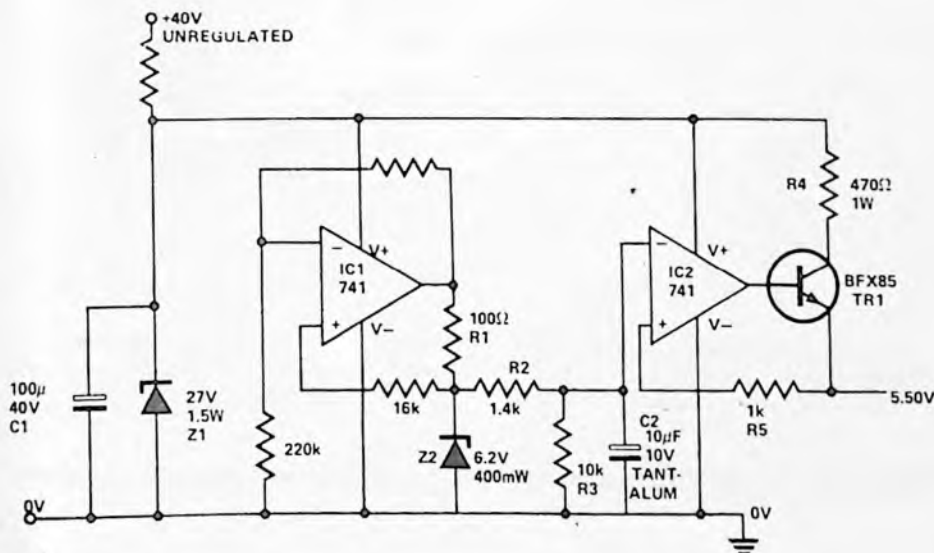 +40V
UNREGULATED
R4
470Ω
1W
BFX85
TR1
−
V+
IC1
741
+
V−
−
V+
IC2
741
+
V−
100Ω
R1
R2
1.4k
16k
1k
R5
5.50V
100μ
40V
C1
27V
1.5W
Z1
220k
Z2
6.2V
400mW
10k
R3
C2
10μF
10V
TANT-
ALUM
0V
0V